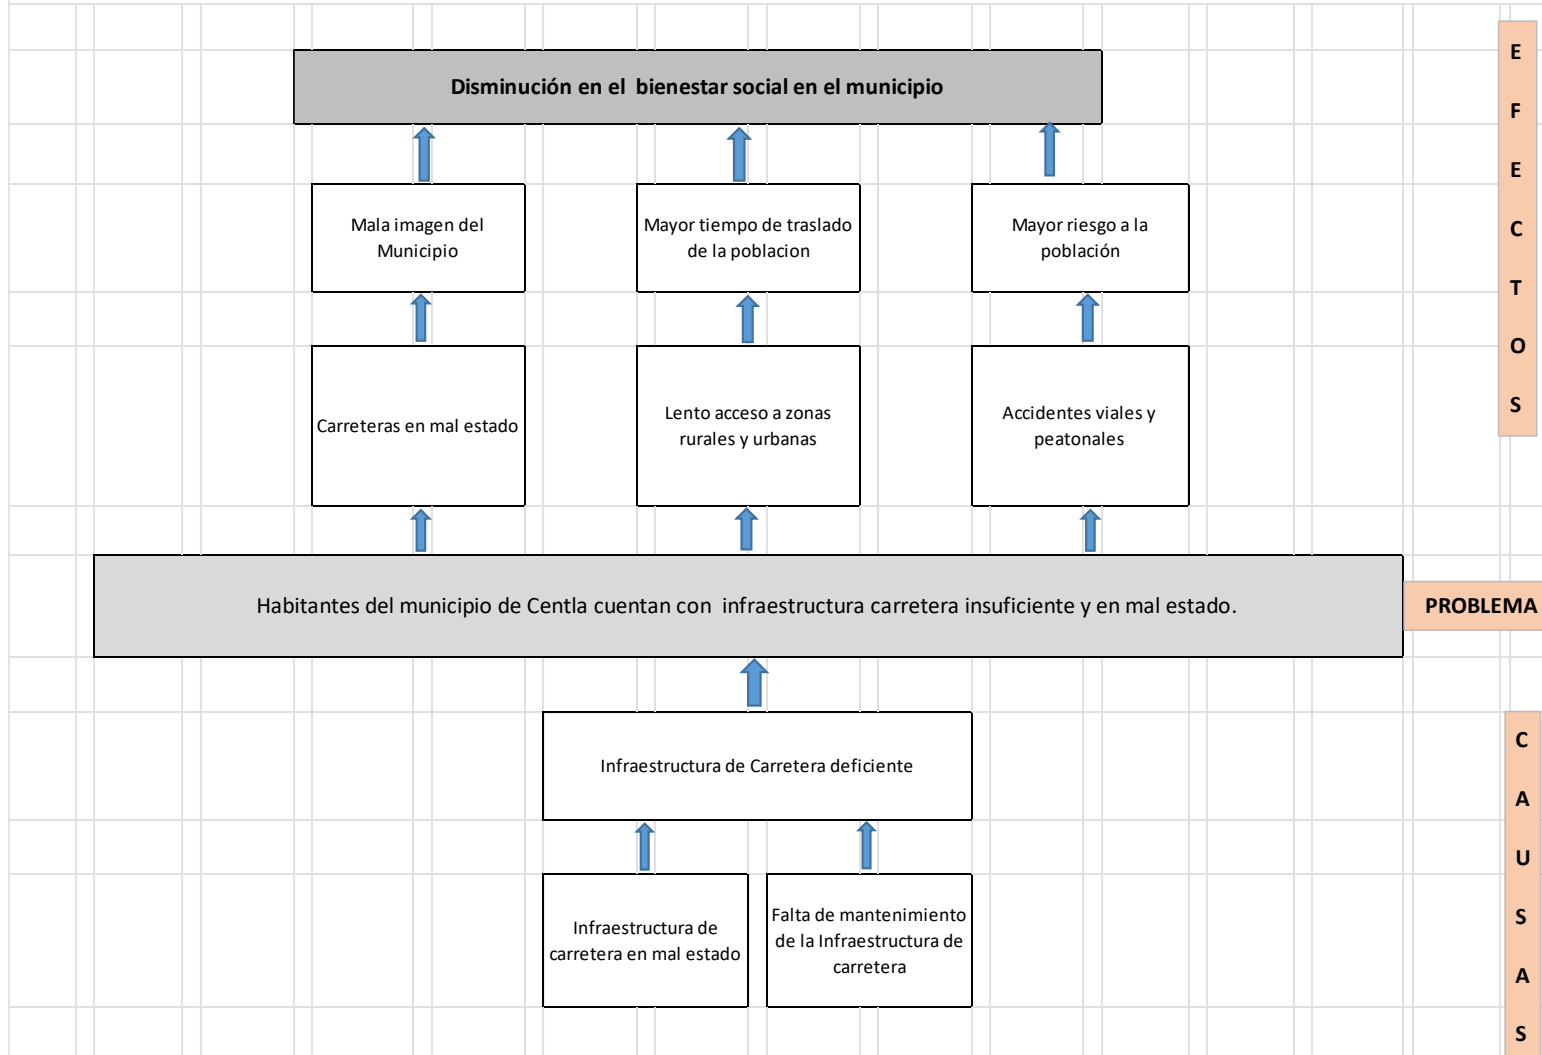 Disminución en el  bienestar social en el municipio
Mala imagen del
Municipio
Mayor tiempo de traslado
de la poblacion
Mayor riesgo a la
población
Carreteras en mal estado
Lento acceso a zonas
rurales y urbanas
Accidentes viales y
peatonales
E
F
E
C
T
O
S
Habitantes del municipio de Centla cuentan con  infraestructura carretera insuficiente y en mal estado.
PROBLEMA
Infraestructura de Carretera deficiente
Infraestructura de
carretera en mal estado
Falta de mantenimiento
de la Infraestructura de
carretera
C
A
U
S
A
S